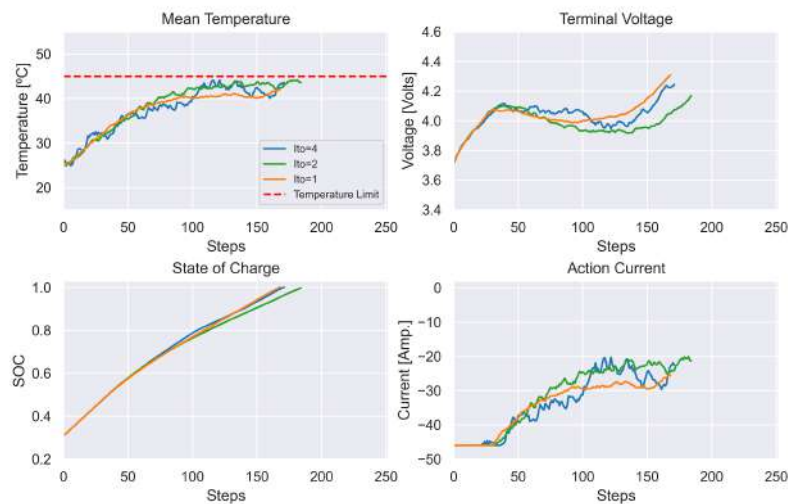 Mean Temperature
Temperature [ºC]
50
40
30
20
0 50 100 150 200 250
Steps
Ito=4
Ito=2
Ito=1
Temperature Limit
Terminal Voltage
Voltage [Volts]
4.6
4.4
4.2
4.0
3.8
3.6
3.4
0 50 100 150 200 250
Steps
State of Charge
SOC
1.0
0.8
0.6
0.4
0.2
0 50 100 150 200 250
Steps
Action Current
Current [Amp.]
0
−10
−20
−30
−40
−50
0 50 100 150 200 250
Steps